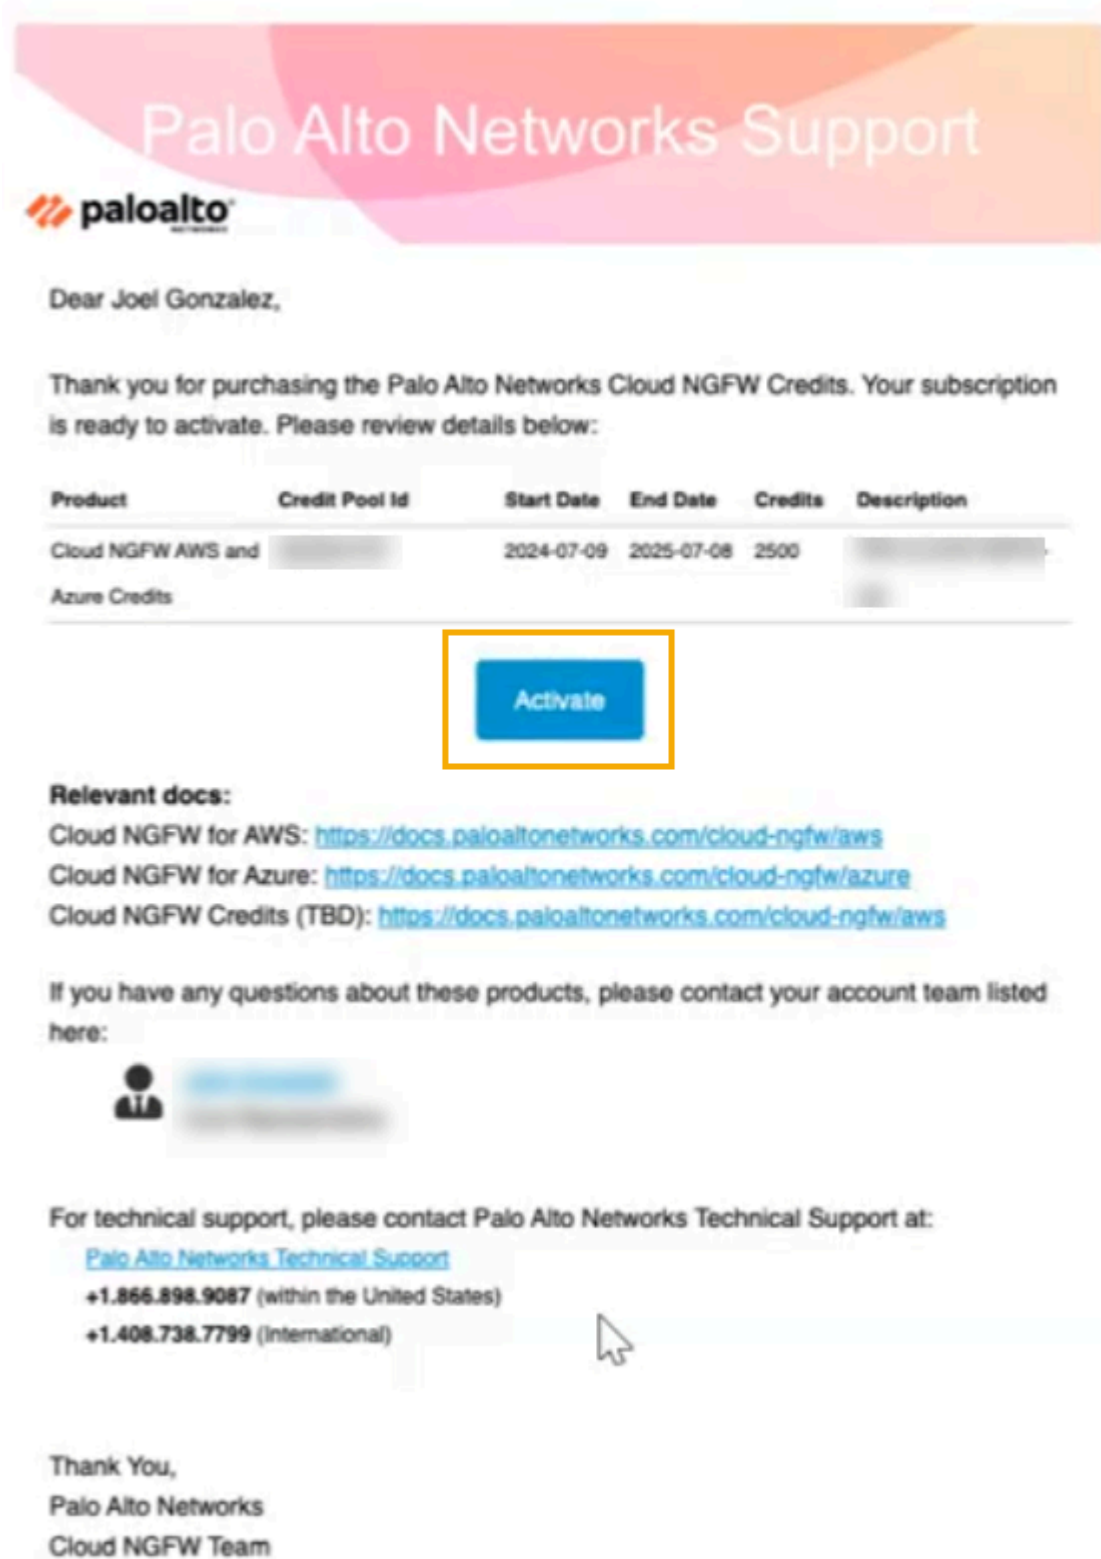 Palo Alto Networks Support
paloalto
NETWORKS
Dear Joel Gonzalez,
Thank you for purchasing the Palo Alto Networks Cloud NGFW Credits. Your subscription
is ready to activate. Please review details below:
Product Credit Pool Id Start Date End Date Credits Description
Cloud NGFW AWS and 2024-07-09 2025-07-08 2500
Azure Credits
Activate
Relevant docs:
Cloud NGFW for AWS: https://docs.paloaltonetworks.com/cloud-ngfw/aws
Cloud NGFW for Azure: https://docs.paloaltonetworks.com/cloud-ngfw/azure
Cloud NGFW Credits (TBD): https://docs.paloaltonetworks.com/cloud-ngfw/aws
If you have any questions about these products, please contact your account team listed
here:
For technical support, please contact Palo Alto Networks Technical Support at:
Palo Alto Networks Technical Support
+1.866.898.9087 (within the United States)
+1.408.738.7799 (International)
Thank You,
Palo Alto Networks
Cloud NGFW Team